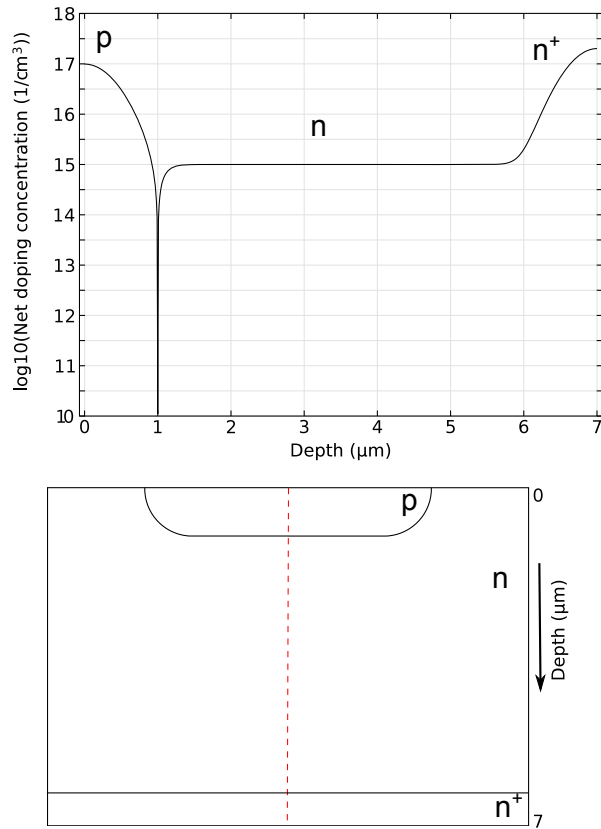 18
17
16
15
14
13
12
11
10
log10(Net doping concentration (1/cm³))
p
n
n⁺
0 1 2 3 4 5 6 7
Depth (µm)
p
n
n⁺
0
Depth (µm)
7